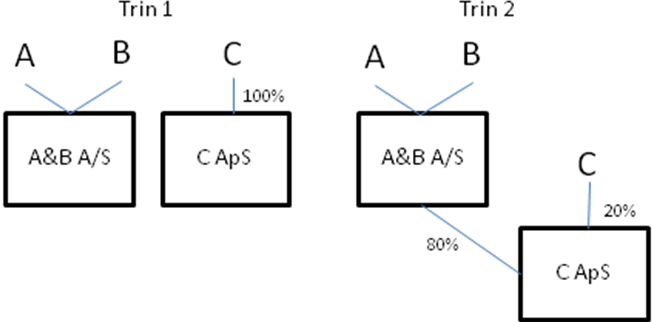 Trin 1
A
B
C
100%
A&B A/S
C ApS
Trin 2
A
B
A&B A/S
C
20%
80%
C ApS